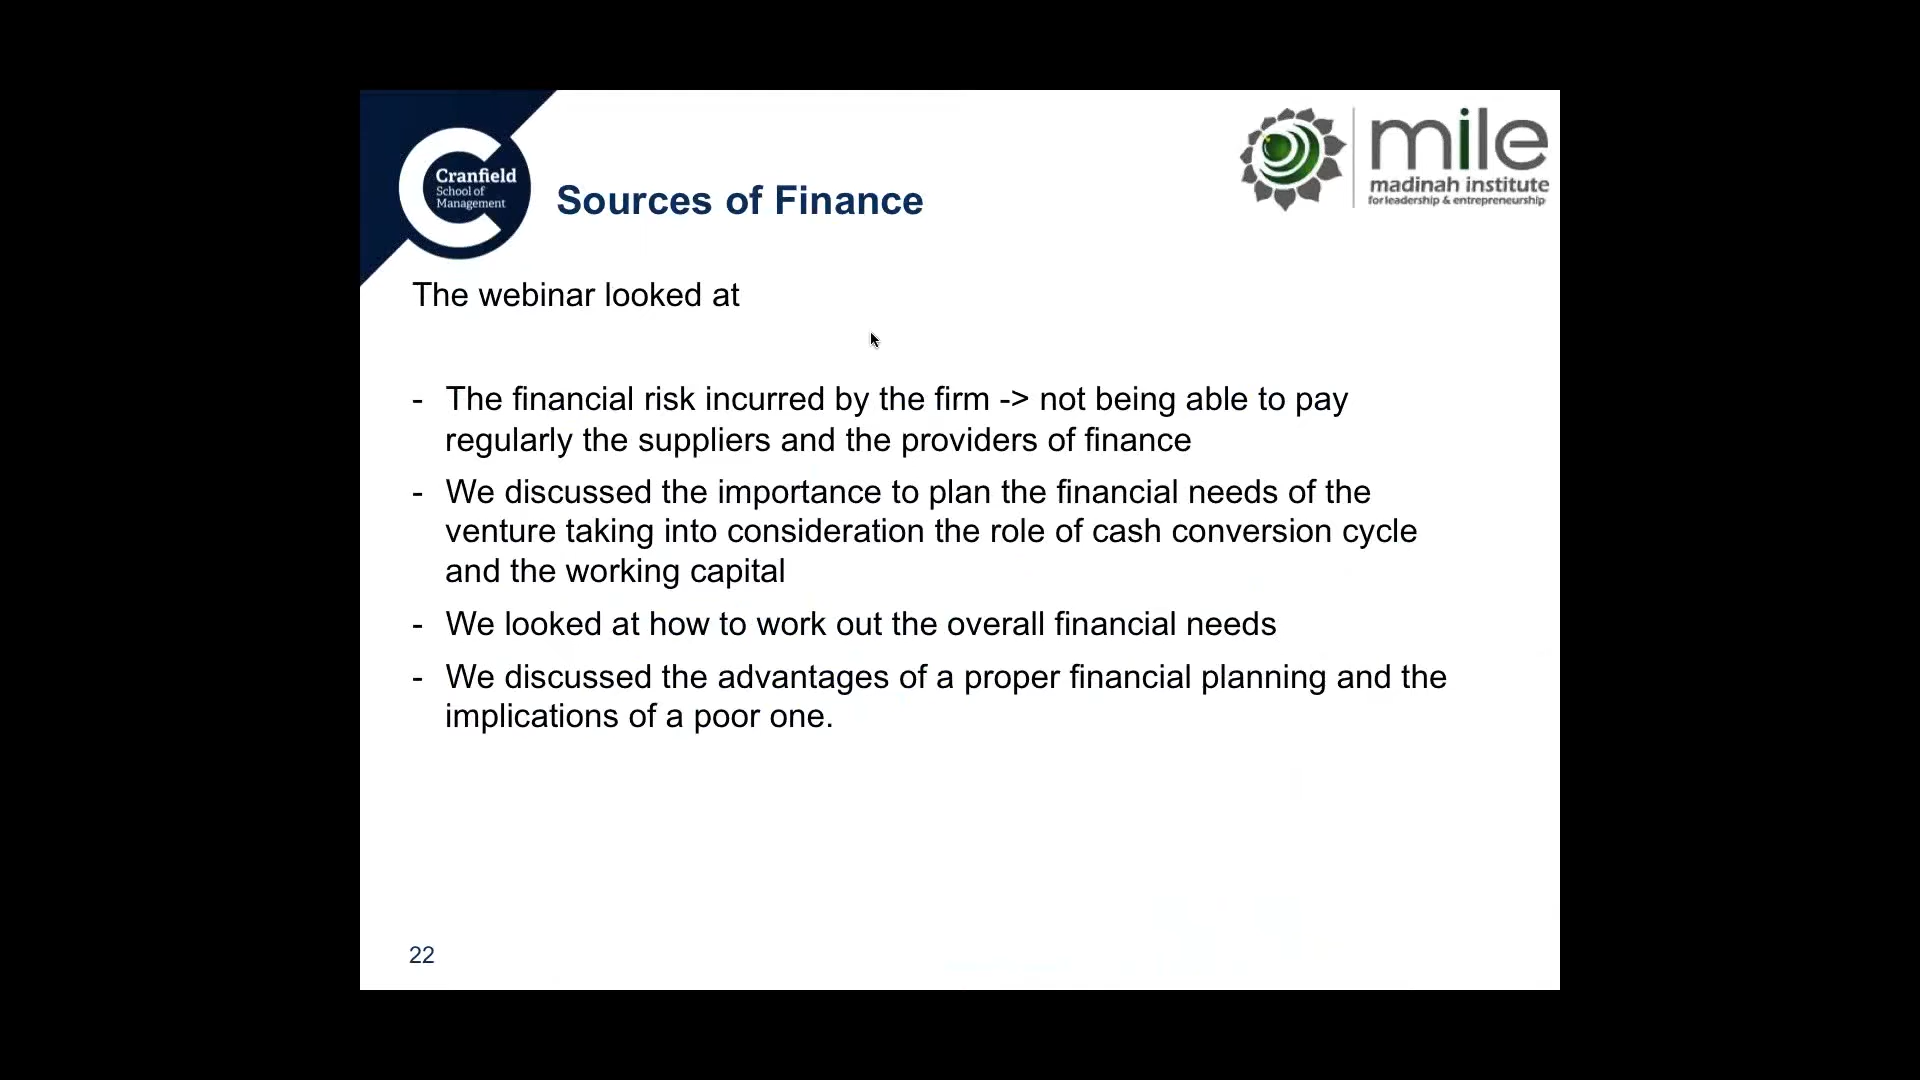 Cranfield
School of
Management
Sources of Finance
mile
madinah institute
for leadership & entrepreneurship
The webinar looked at
- The financial risk incurred by the firm -> not being able to pay
regularly the suppliers and the providers of finance
- We discussed the importance to plan the financial needs of the
venture taking into consideration the role of cash conversion cycle
and the working capital
- We looked at how to work out the overall financial needs
- We discussed the advantages of a proper financial planning and the
implications of a poor one.
22